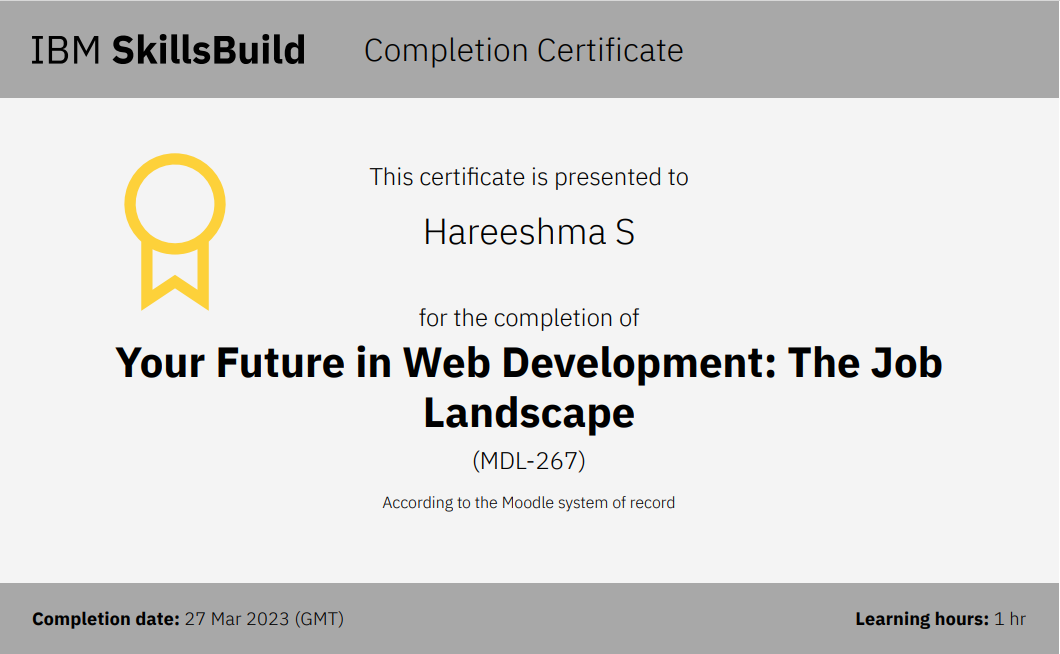 IBM SkillsBuild Completion Certificate
This certificate is presented to
Hareeshma S
for the completion of
Your Future in Web Development: The Job
Landscape
(MDL-267)
According to the Moodle system of record
Completion date: 27 Mar 2023 (GMT) Learning hours: 1 hr